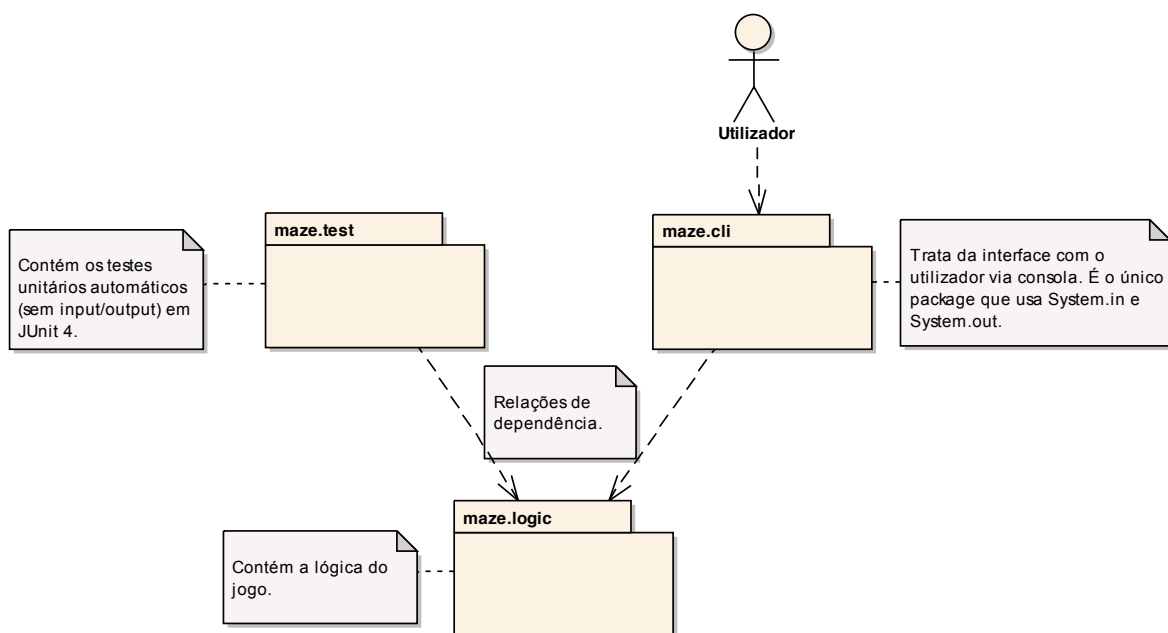 Utilizador
maze.test
maze.cli
Contém os testes
unitários automáticos
(sem input/output) em
JUnit 4.
Trata da interface com o
utilizador via consola. É o único
package que usa System.in e
System.out.
Relações de
dependência.
maze.logic
Contém a lógica do
jogo.